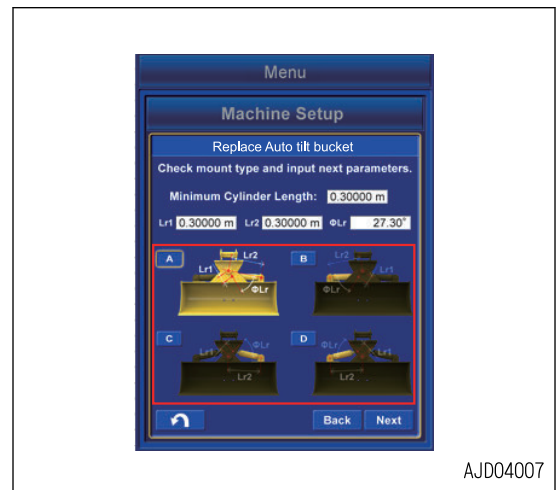 Menu
Machine Setup
Replace Auto tilt bucket
Check mount type and input next parameters.
Minimum Cylinder Length: 0.30000 m
Lr1 0.30000 m Lr2 0.30000 m ΦLr 27.30°
A Lr1 Lr2 ΦLr B Lr2 Lr1 ΦLr
C Lr1 ΦLr Lr2 D ΦLr Lr1 Lr2
Back Next
AJD04007